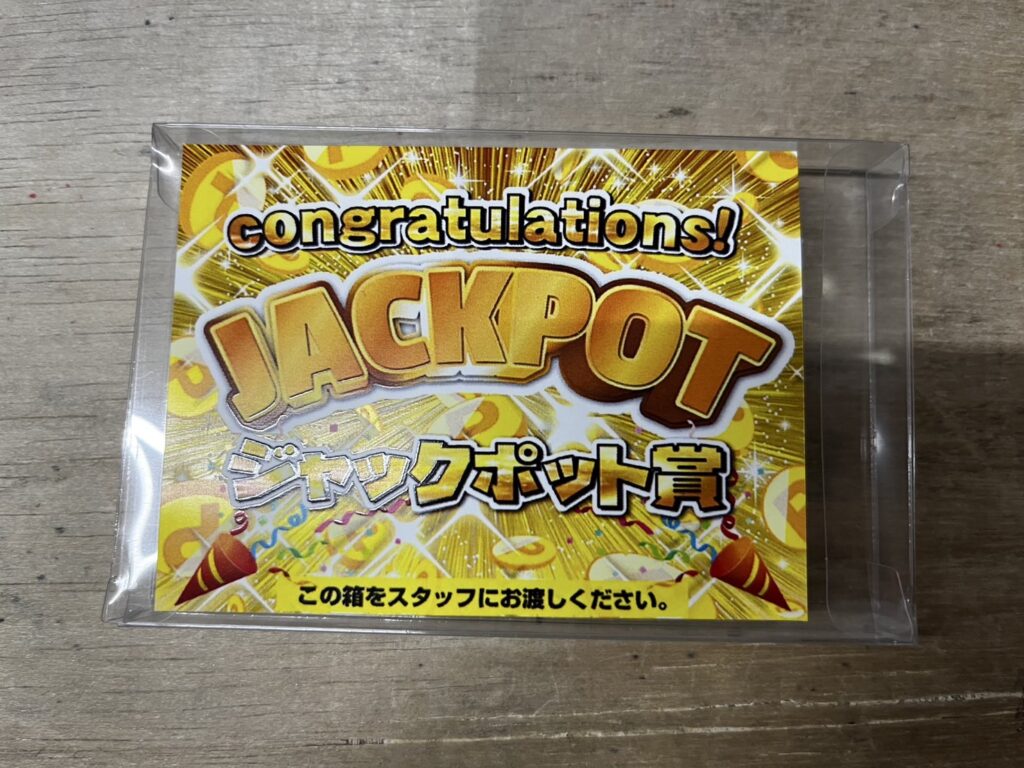 congratulations!
JACKPOT
ジャックポット賞
この箱をスタッフにお渡しください。